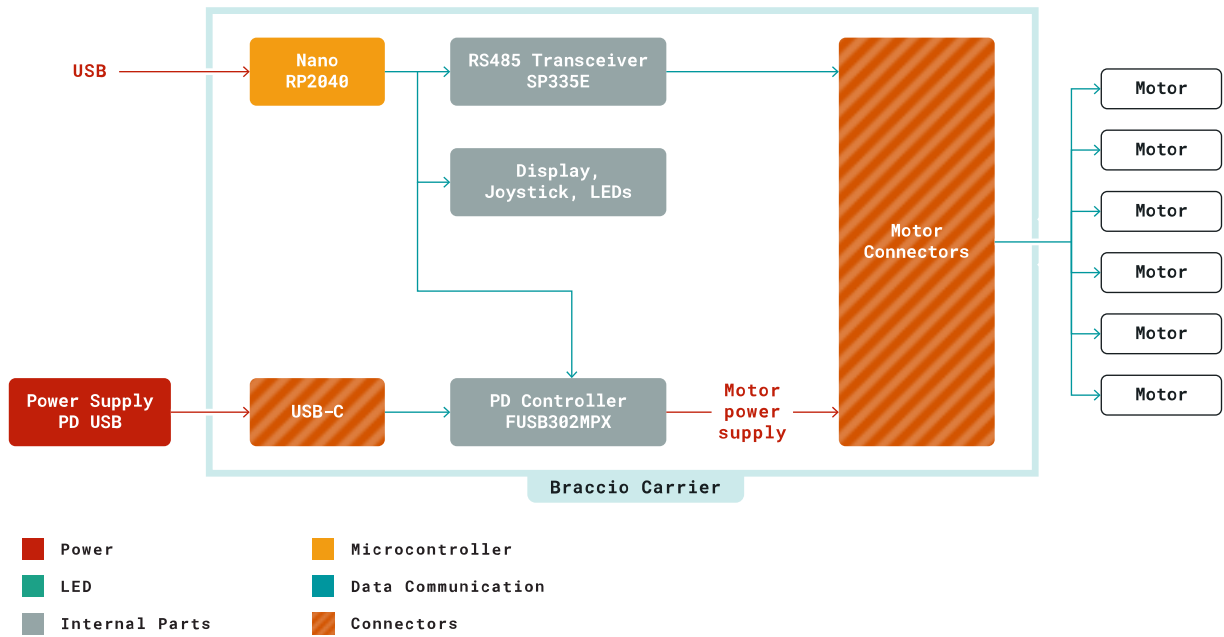 USB
Nano
RP2040
RS485 Transceiver
SP335E
Display,
Joystick, LEDs
Motor
Connectors
Motor
Motor
Motor
Motor
Motor
Motor
Power Supply
PD USB
USB-C
PD Controller
FUSB302MPX
Motor
power
supply
Braccio Carrier
Power
Microcontroller
LED
Data Communication
Internal Parts
Connectors